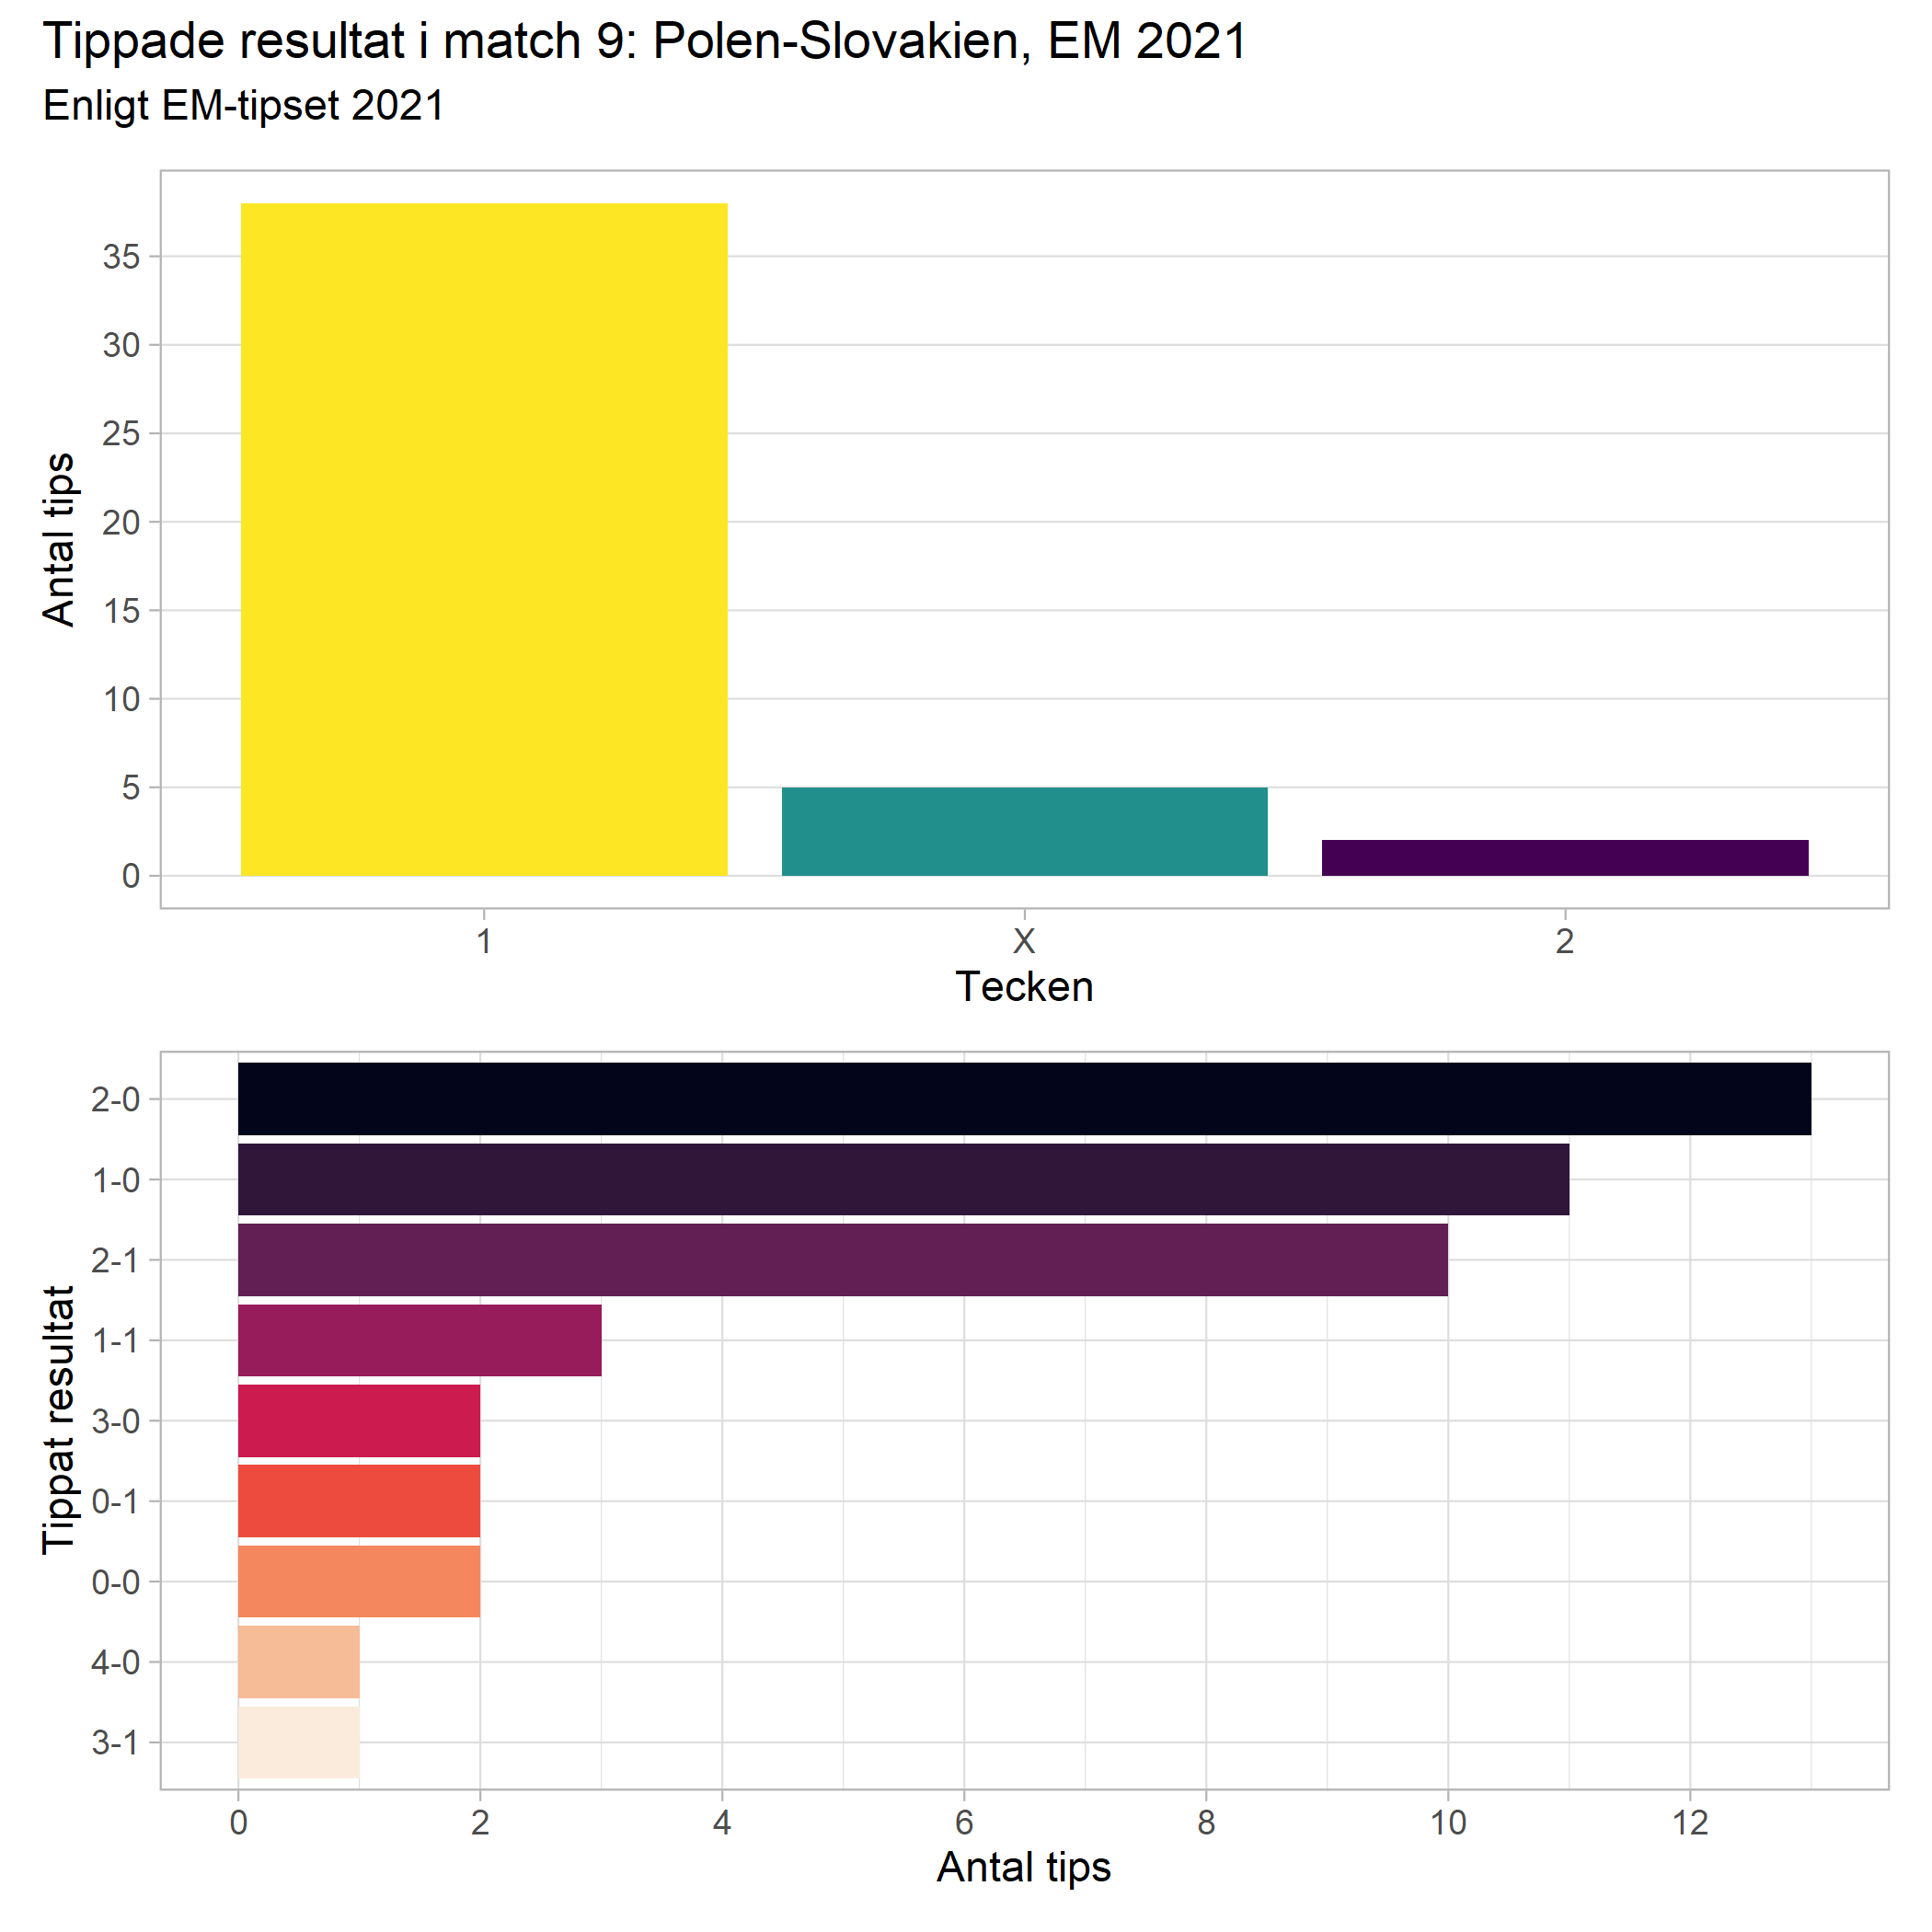 Tippade resultat i match 9: Polen-Slovakien, EM 2021
Enligt EM-tipset 2021
Antal tips
35
30
25
20
15
10
5
0
1 X 2
Tecken
Tippat resultat
2-0
1-0
2-1
1-1
3-0
0-1
0-0
4-0
3-1
0 2 4 6 8 10 12
Antal tips